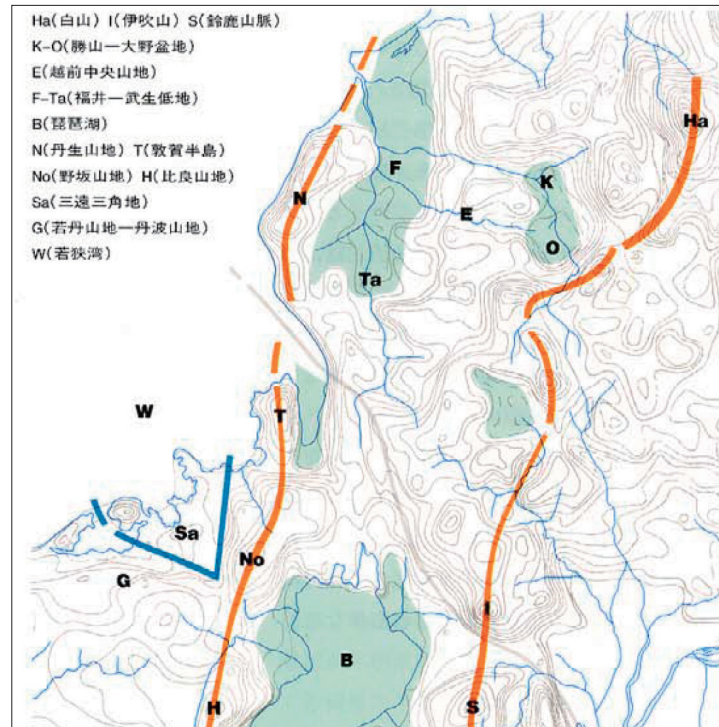 Ha(白山) I(伊吹山) S(鈴鹿山脈)
K-O(勝山一大野盆地)
E(越前中央山地)
F-Ta(福井一武生低地)
B(琵琶湖)
N(丹生山地) T(敦賀半島)
No(野坂山地) H(比良山地)
Sa(三遠三角地)
G(若丹山地一丹波山地)
W(若狭湾)
Ha
F
K
N
E
O
Ta
W
T
Sa
No
G
I
B
H
S